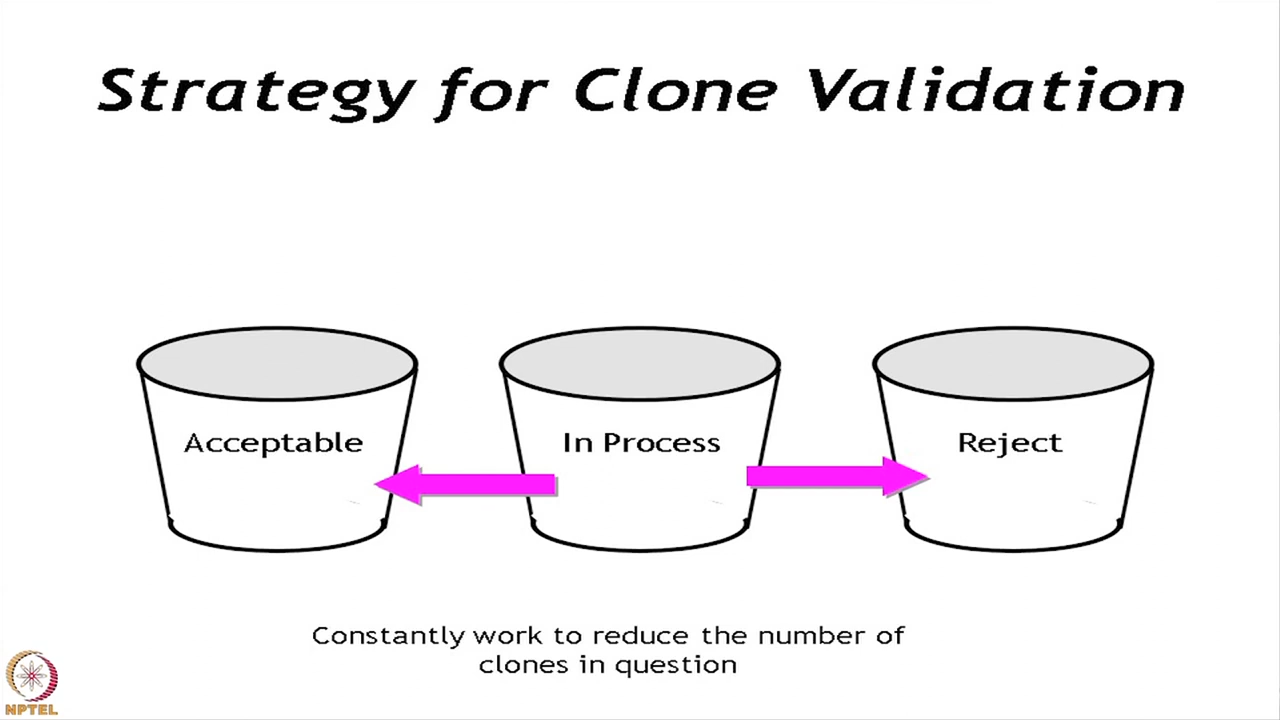 Strategy for Clone Validation
Acceptable
In Process
Reject
Constantly work to reduce the number of
clones in question
NPTEL